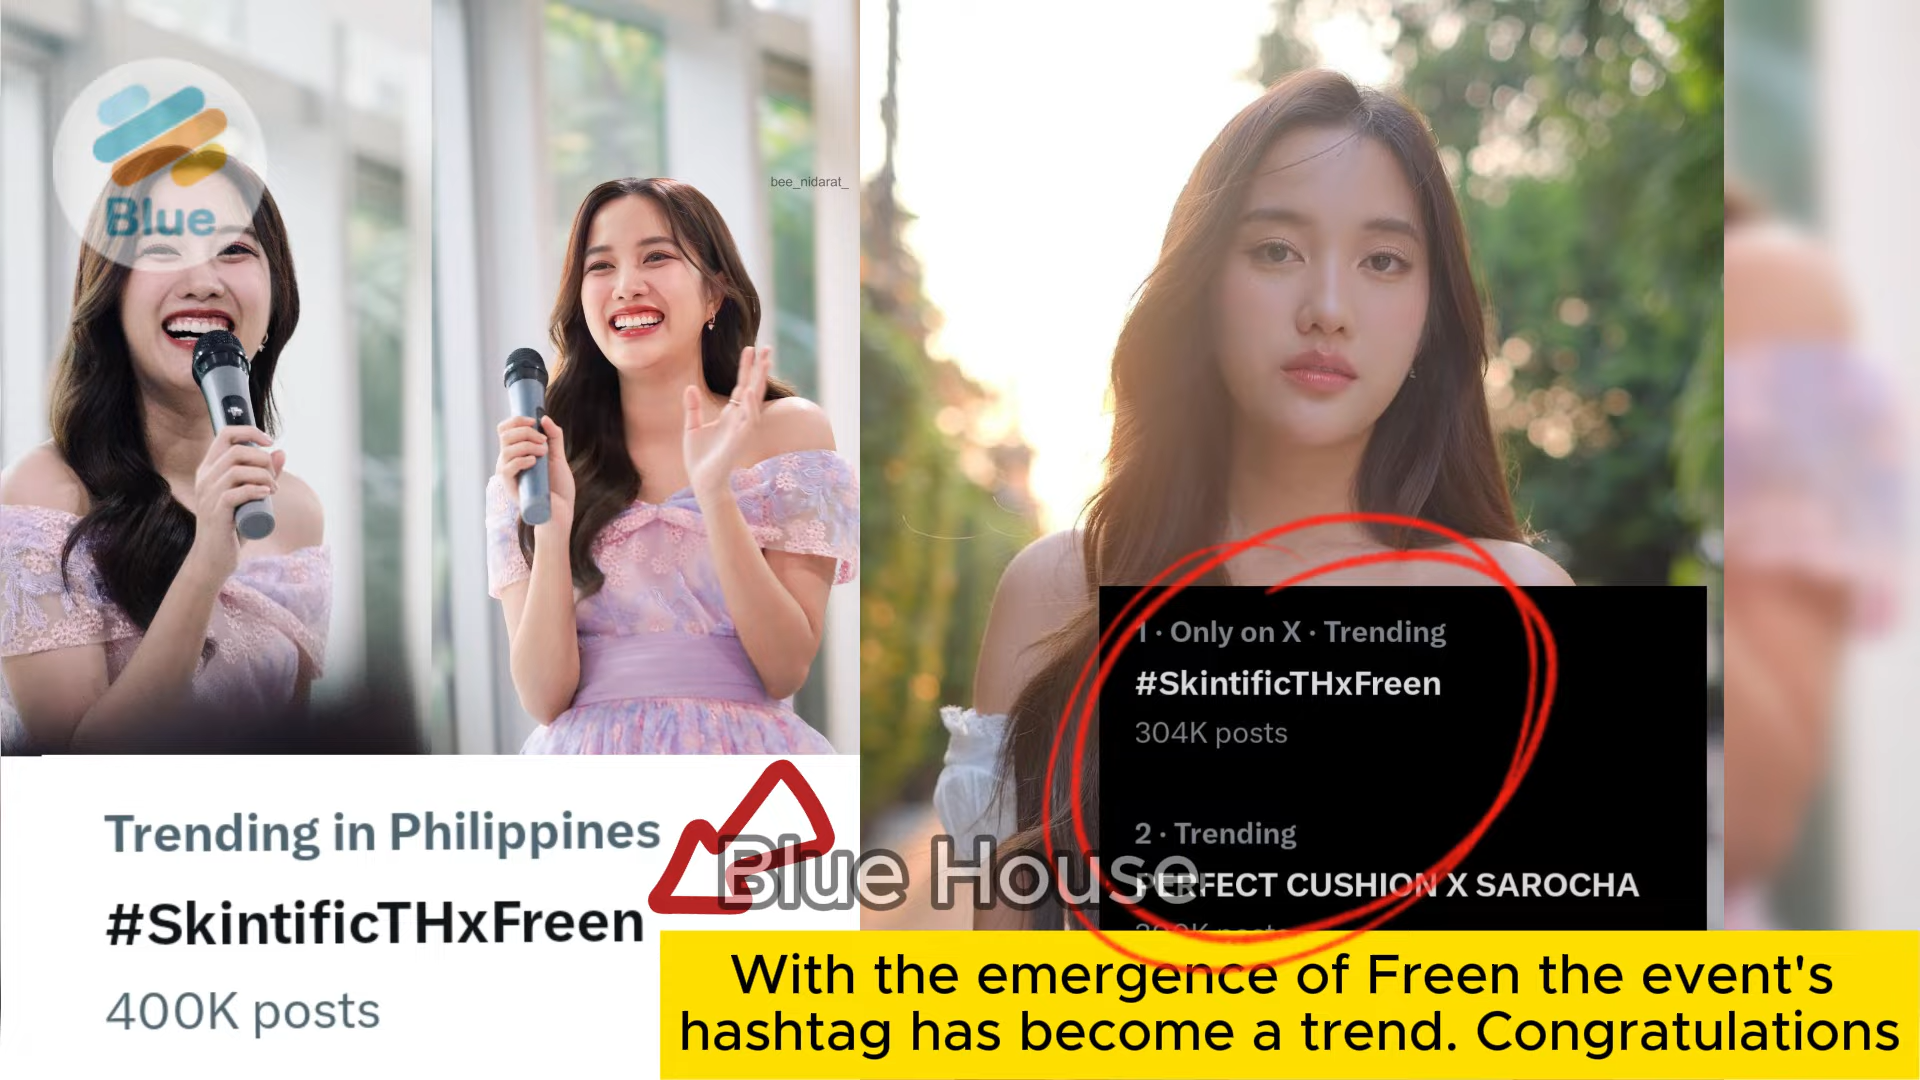 Blue
bee_nidarat_
1 · Only on X · Trending
#SkintificTHxFreen
304K posts
2 · Trending
PERFECT CUSHION X SAROCHA
Trending in Philippines
#SkintificTHxFreen
400K posts
Blue House
With the emergence of Freen the event's
hashtag has become a trend. Congratulations